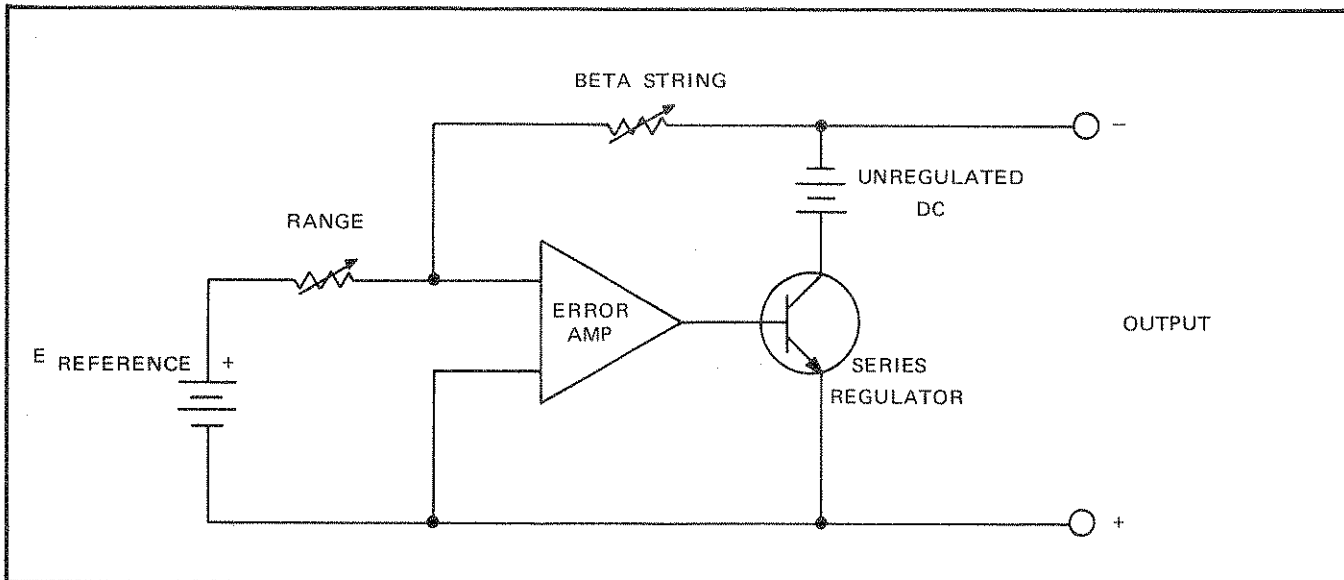 BETA STRING
−
UNREGULATED
DC
RANGE
ERROR
AMP
OUTPUT
E REFERENCE +
SERIES
REGULATOR
+